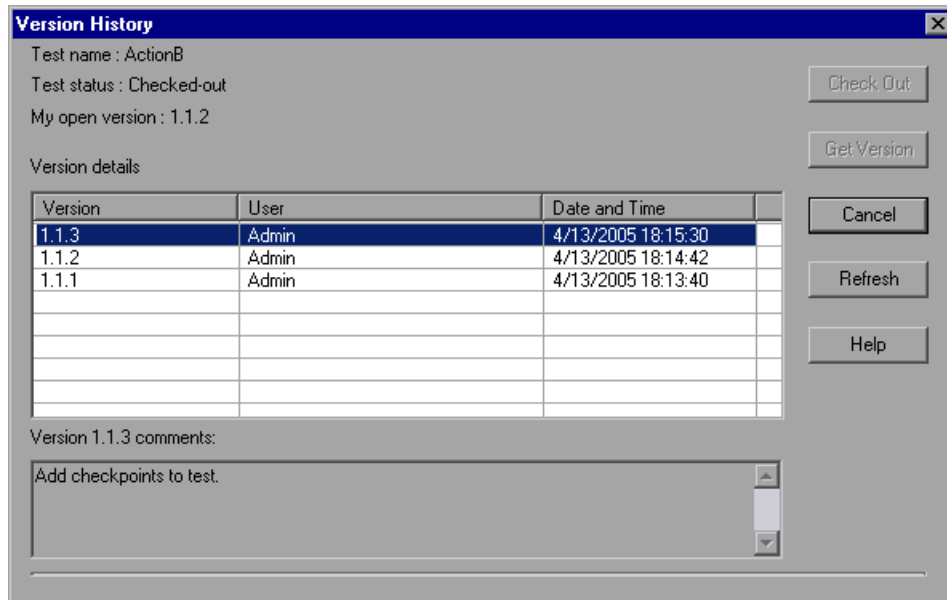 Version History
Test name : ActionB
Test status : Checked-out
My open version : 1.1.2
Check Out
Get Version
Version details
Version User Date and Time
Cancel
1.1.3 Admin 4/13/2005 18:15:30
1.1.2 Admin 4/13/2005 18:14:42
1.1.1 Admin 4/13/2005 18:13:40
Refresh
Help
Version 1.1.3 comments:
Add checkpoints to test.